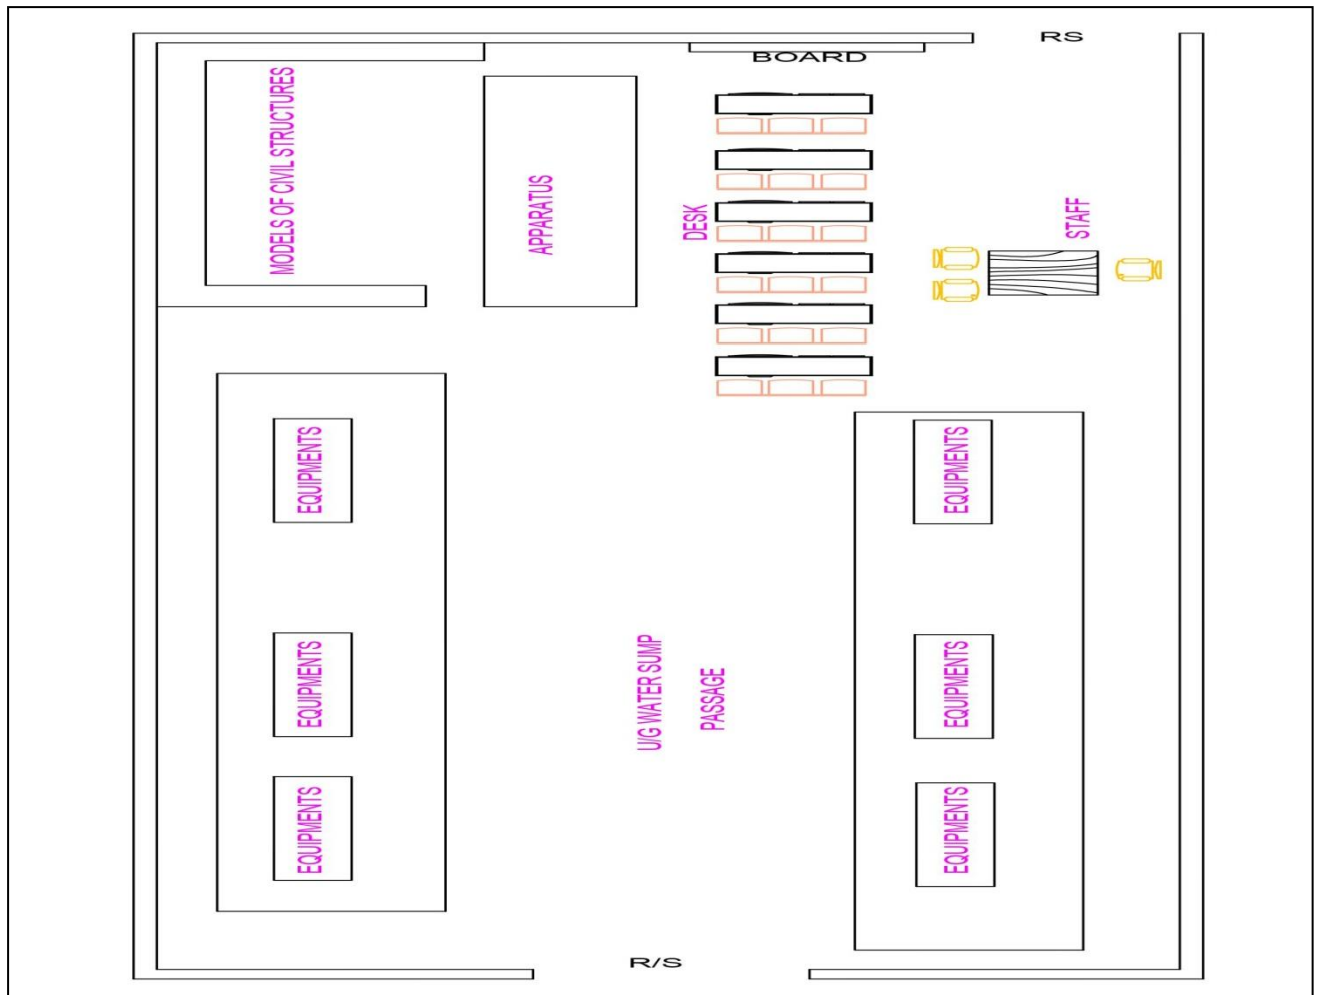 RS
BOARD
MODELS OF CIVIL STRUCTURES
APPARATUS
DESK
STAFF
EQUIPMENTS
EQUIPMENTS
EQUIPMENTS
EQUIPMENTS
U/G WATER SUMP
PASSAGE
EQUIPMENTS
EQUIPMENTS
R/S